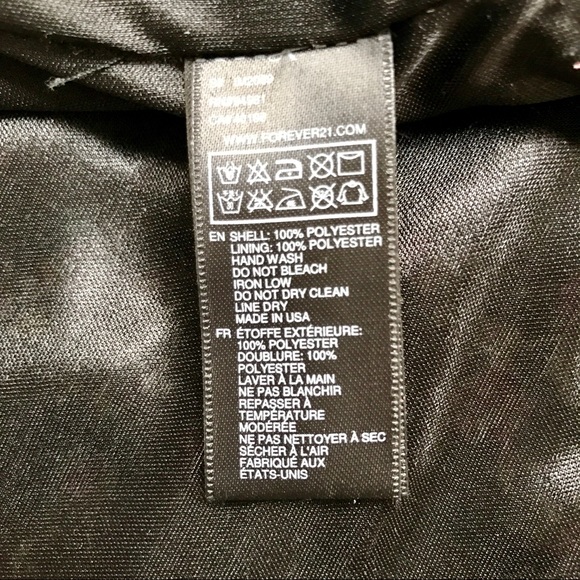 WWW.FOREVER21.COM
EN SHELL: 100% POLYESTER
LINING: 100% POLYESTER
HAND WASH
DO NOT BLEACH
IRON LOW
DO NOT DRY CLEAN
LINE DRY
MADE IN USA
FR ÉTOFFE EXTÉRIEURE:
100% POLYESTER
DOUBLURE: 100%
POLYESTER
LAVER À LA MAIN
NE PAS BLANCHIR
REPASSER À
TEMPÉRATURE
MODÉRÉE
NE PAS NETTOYER À SEC
SÉCHER À L'AIR
FABRIQUÉ AUX
ÉTATS-UNIS